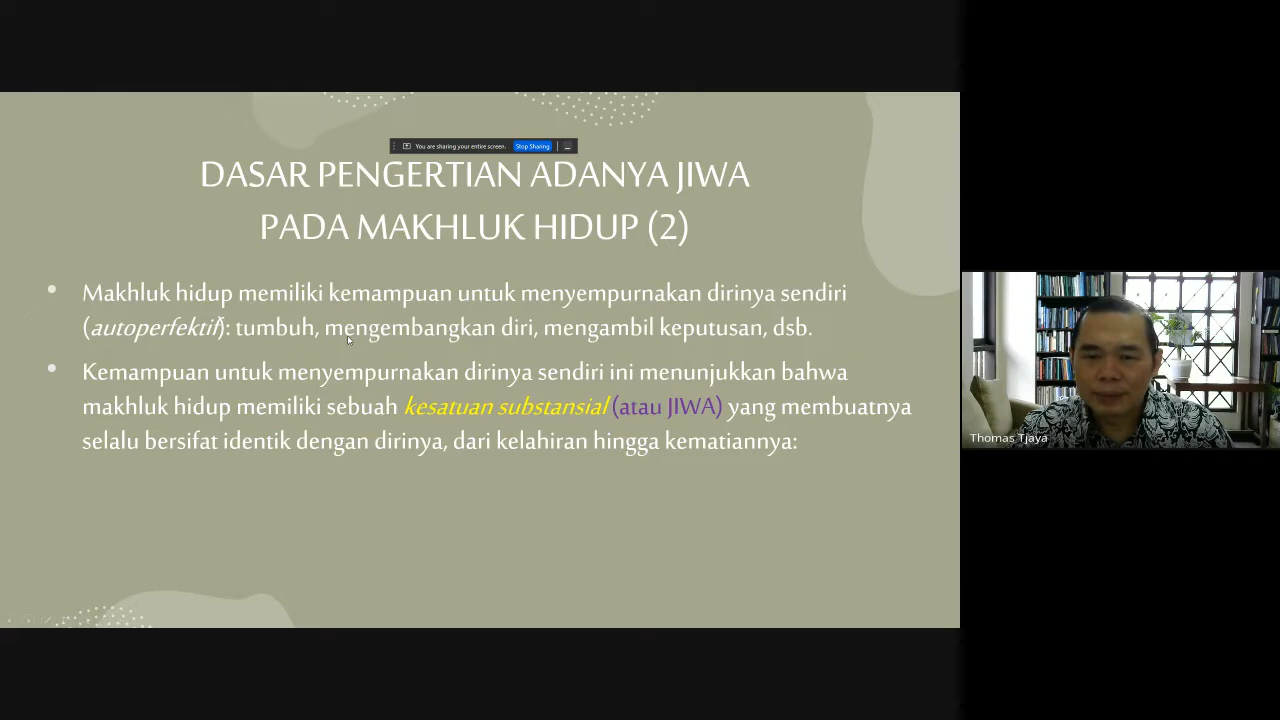 You are sharing your entire screen. Stop Sharing
DASAR PENGERTIAN ADANYA JIWA
PADA MAKHLUK HIDUP (2)
• Makhluk hidup memiliki kemampuan untuk menyempurnakan dirinya sendiri
(autoperfektif): tumbuh, mengembangkan diri, mengambil keputusan, dsb.
• Kemampuan untuk menyempurnakan dirinya sendiri ini menunjukkan bahwa
makhluk hidup memiliki sebuah kesatuan substansial (atau JIWA) yang membuatnya
selalu bersifat identik dengan dirinya, dari kelahiran hingga kematiannya:
Thomas Tjaya